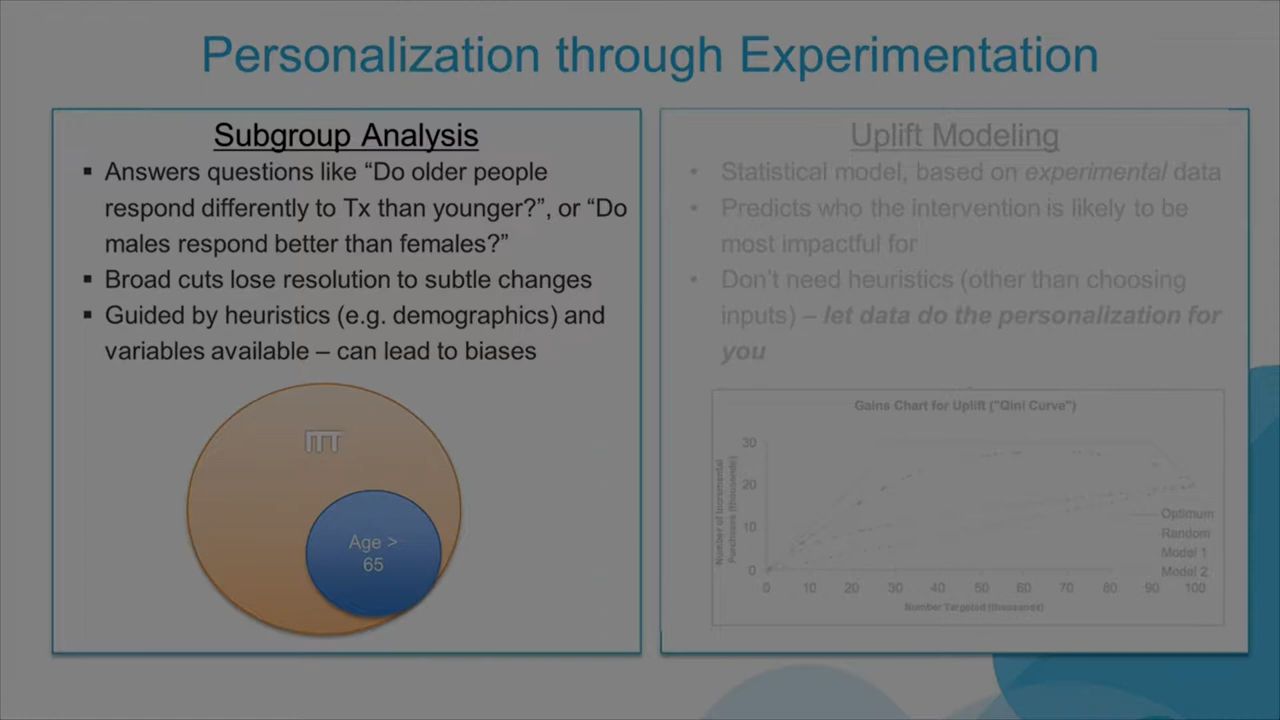 Personalization through Experimentation
Subgroup Analysis
▪ Answers questions like “Do older people
respond differently to Tx than younger?”, or “Do
males respond better than females?”
▪ Broad cuts lose resolution to subtle changes
▪ Guided by heuristics (e.g. demographics) and
variables available – can lead to biases
ITT
Age >
65
Uplift Modeling
• Statistical model, based on experimental data
• Predicts who the intervention is likely to be
most impactful for
• Don’t need heuristics (other than choosing
inputs) – let data do the personalization for
you
Gains Chart for Uplift ("Qini Curve")
Number of Incremental
Purchases (thousands)
30
20
10
0
0 10 20 30 40 50 60 70 80 90 100
Number Targeted (thousands)
Optimum
Random
Model 1
Model 2